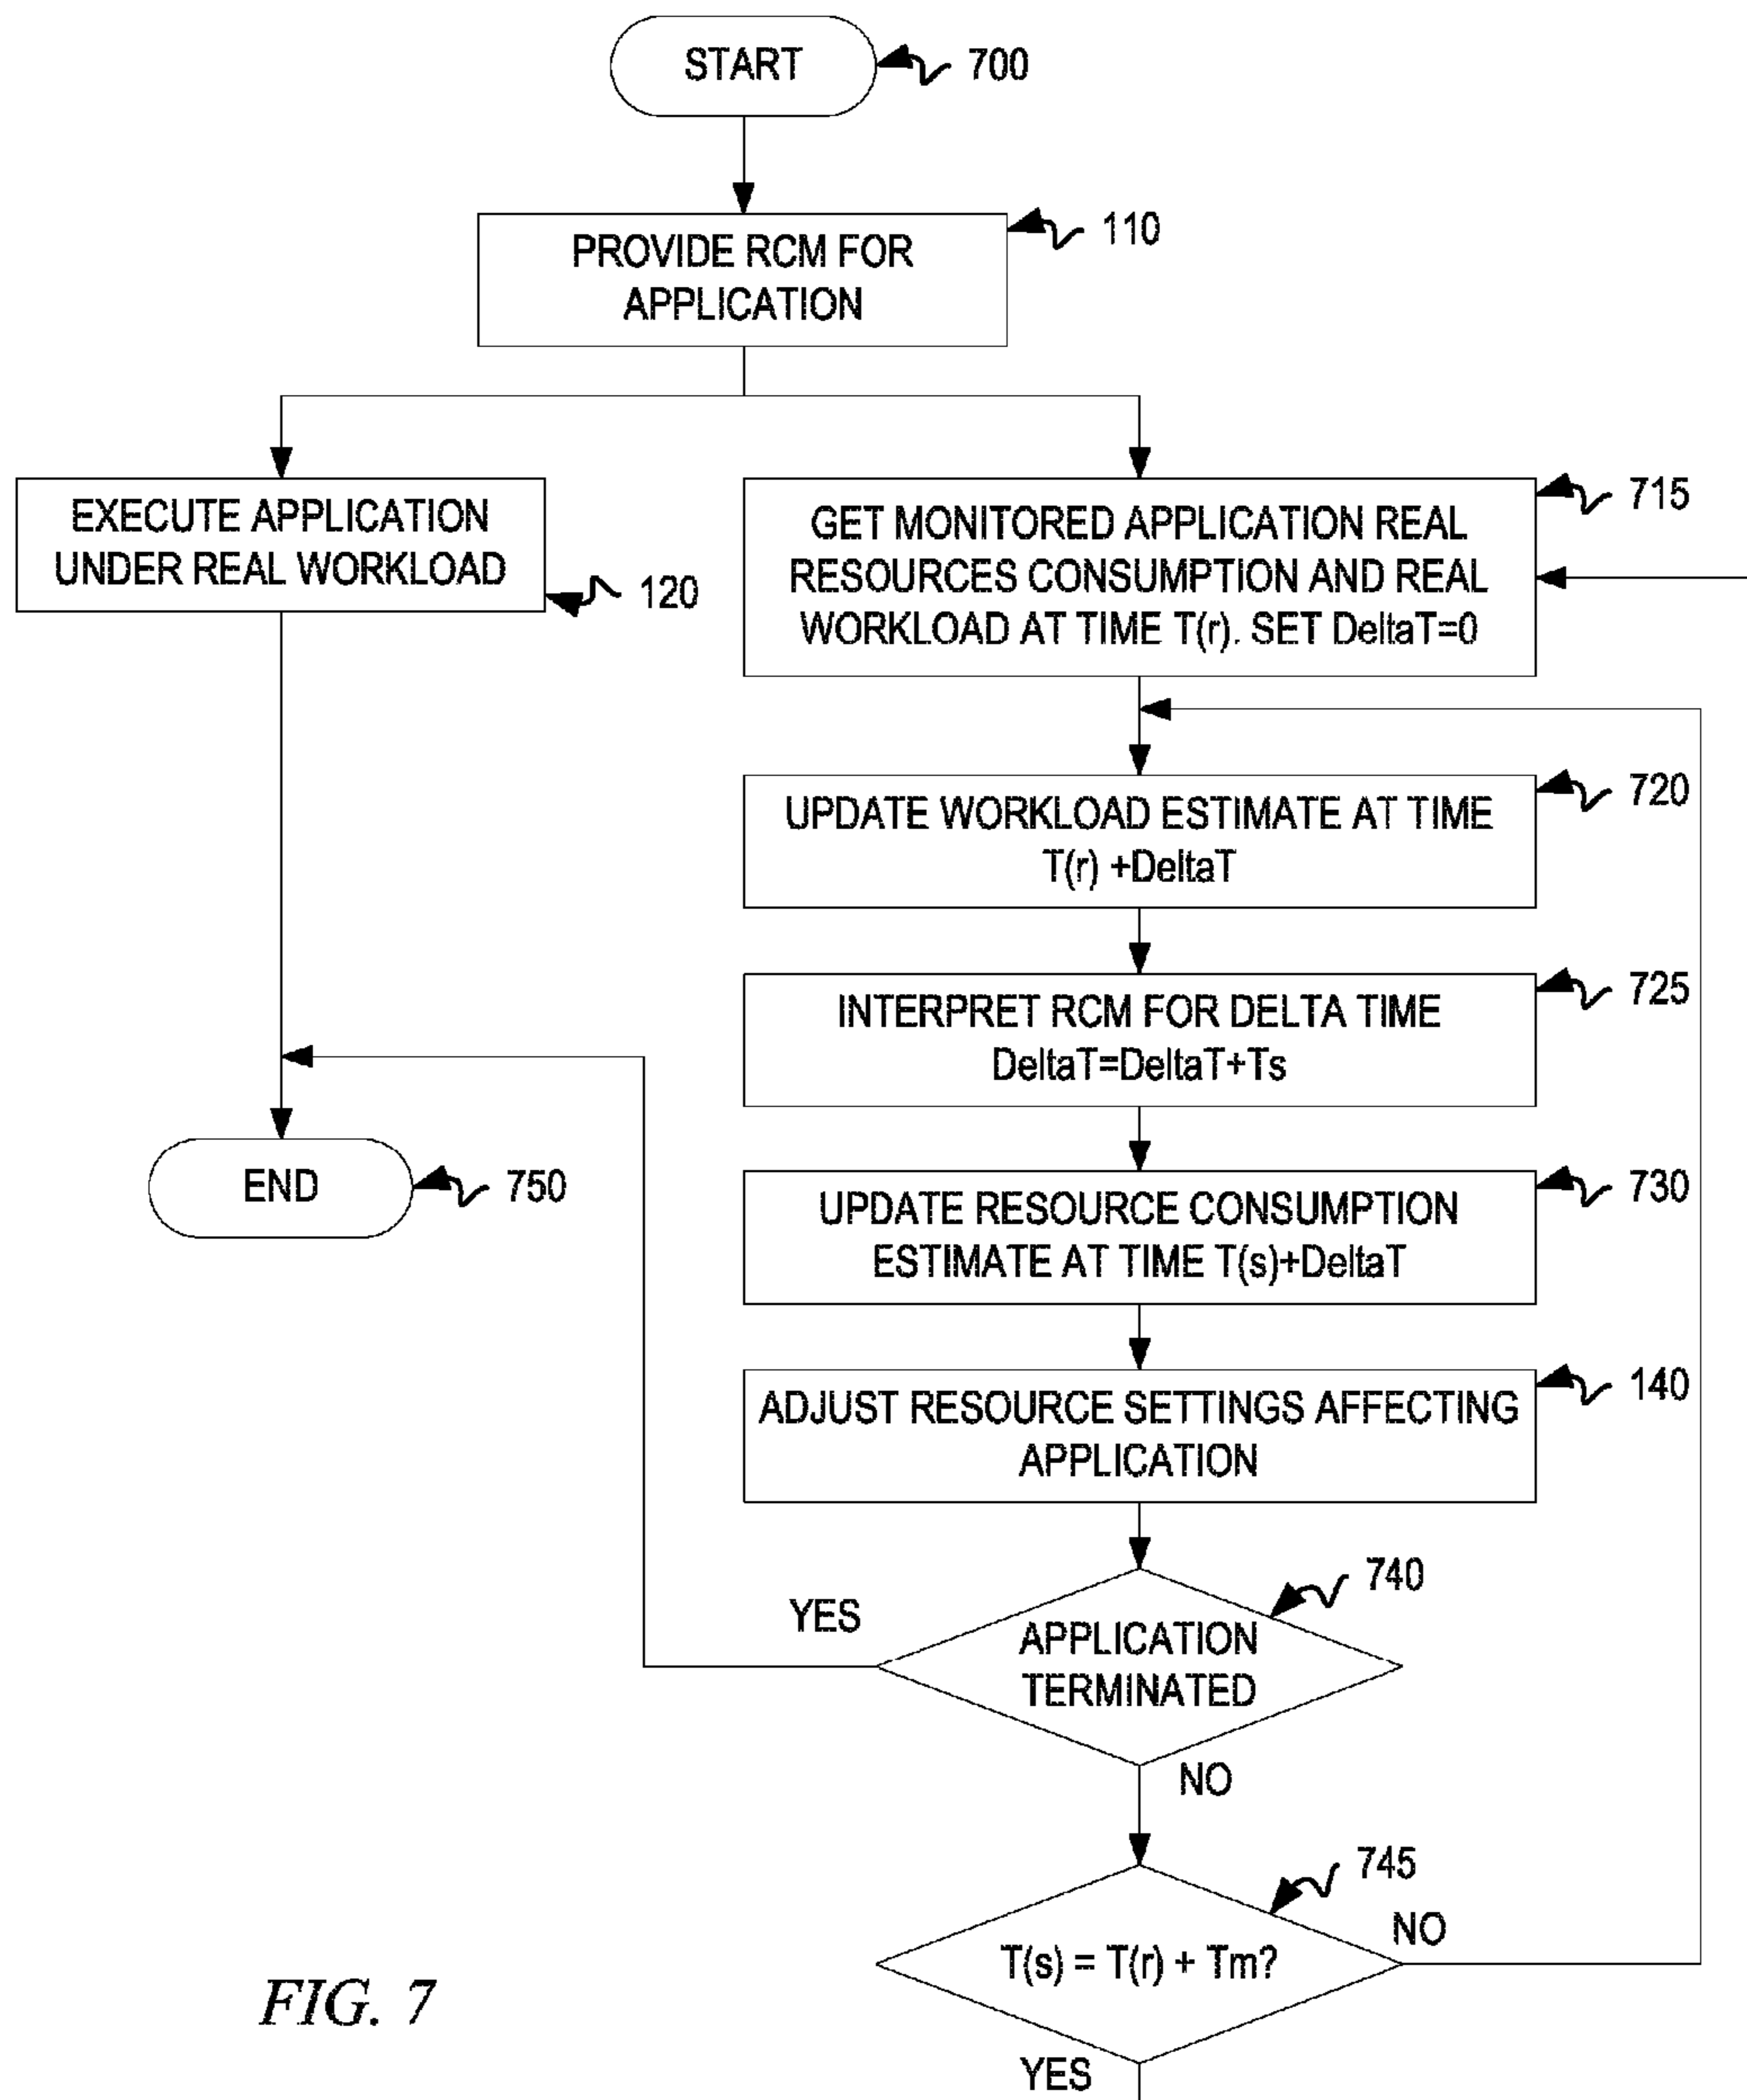 START
700
PROVIDE RCM FOR
APPLICATION
110
EXECUTE APPLICATION
UNDER REAL WORKLOAD
120
GET MONITORED APPLICATION REAL
RESOURCES CONSUMPTION AND REAL
WORKLOAD AT TIME T(r). SET DeltaT=0
715
UPDATE WORKLOAD ESTIMATE AT TIME
T(r) +DeltaT
720
INTERPRET RCM FOR DELTA TIME
DeltaT=DeltaT+Ts
725
END
750
UPDATE RESOURCE CONSUMPTION
ESTIMATE AT TIME T(s)+DeltaT
730
ADJUST RESOURCE SETTINGS AFFECTING
APPLICATION
140
YES
APPLICATION
TERMINATED
740
NO
T(s) = T(r) + Tm?
745
NO
YES
FIG. 7